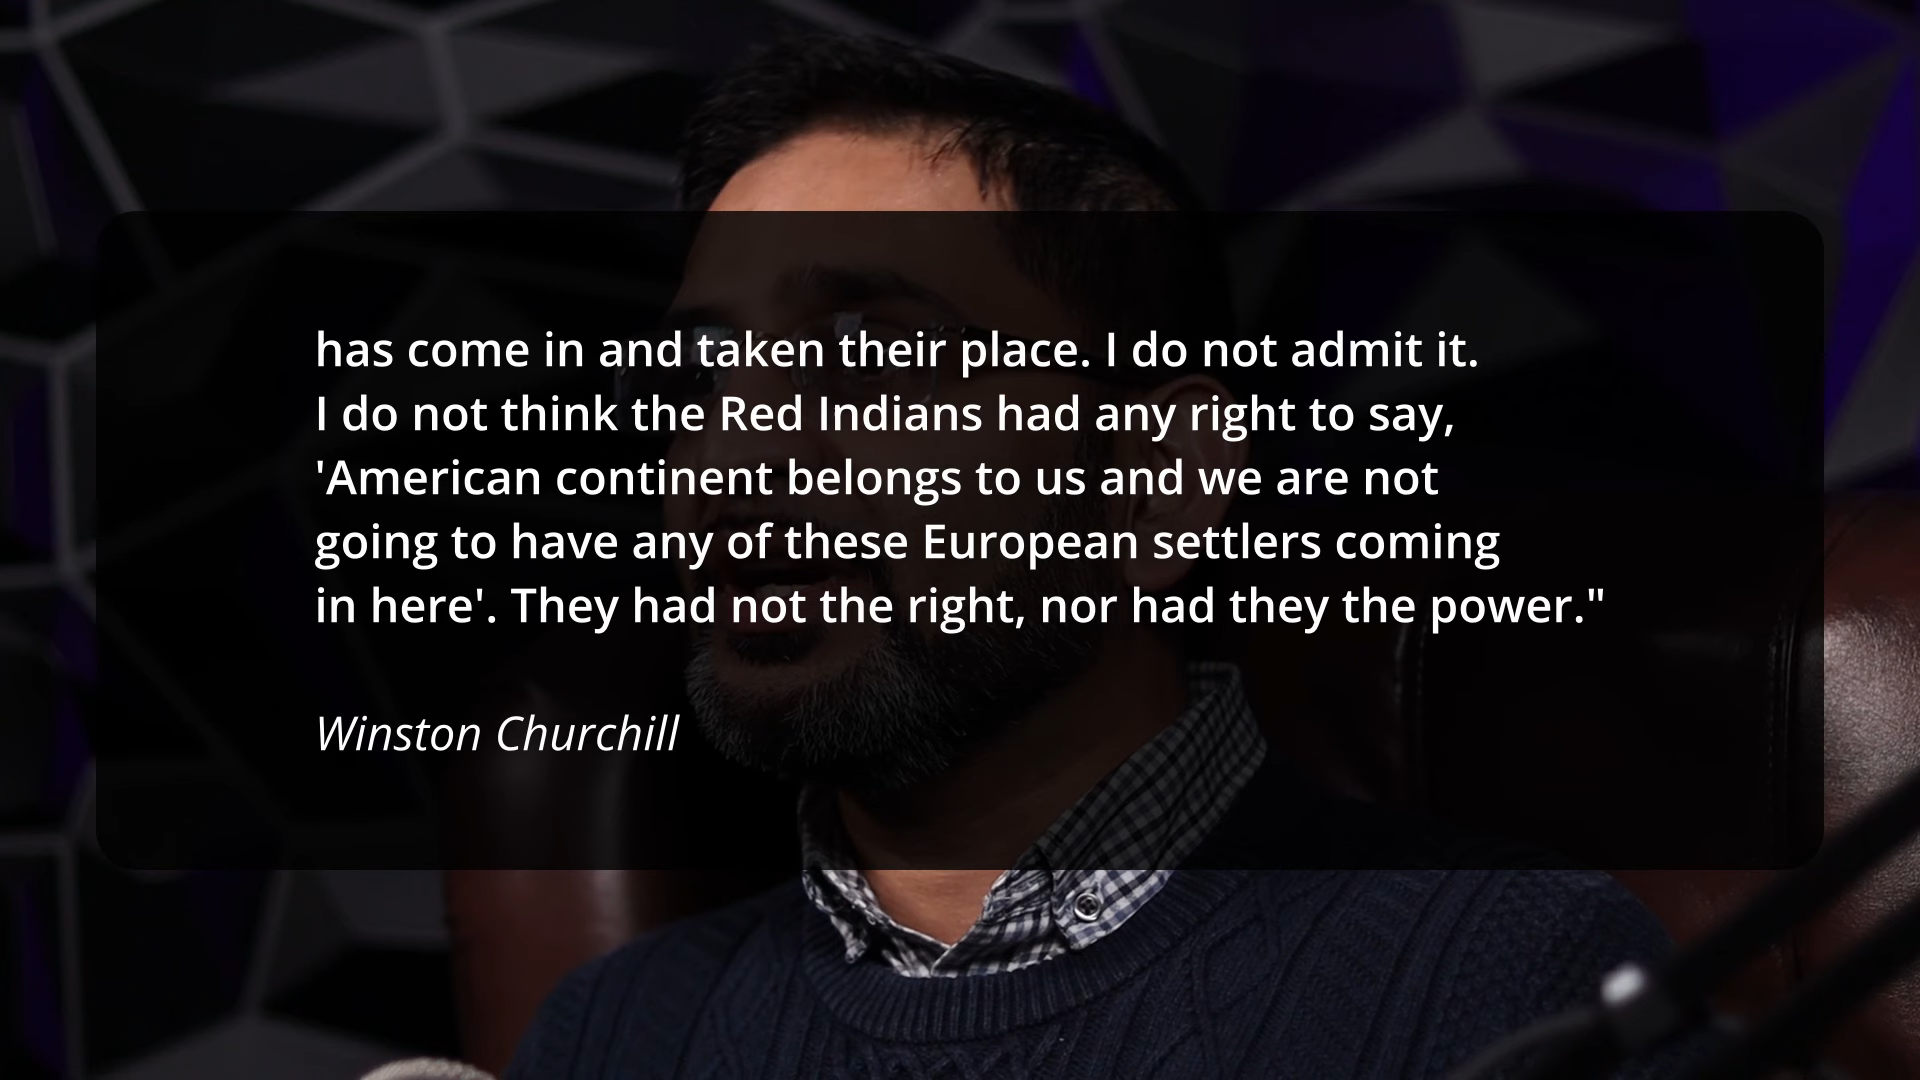 has come in and taken their place. I do not admit it.
I do not think the Red Indians had any right to say,
'American continent belongs to us and we are not
going to have any of these European settlers coming
in here'. They had not the right, nor had they the power."
Winston Churchill